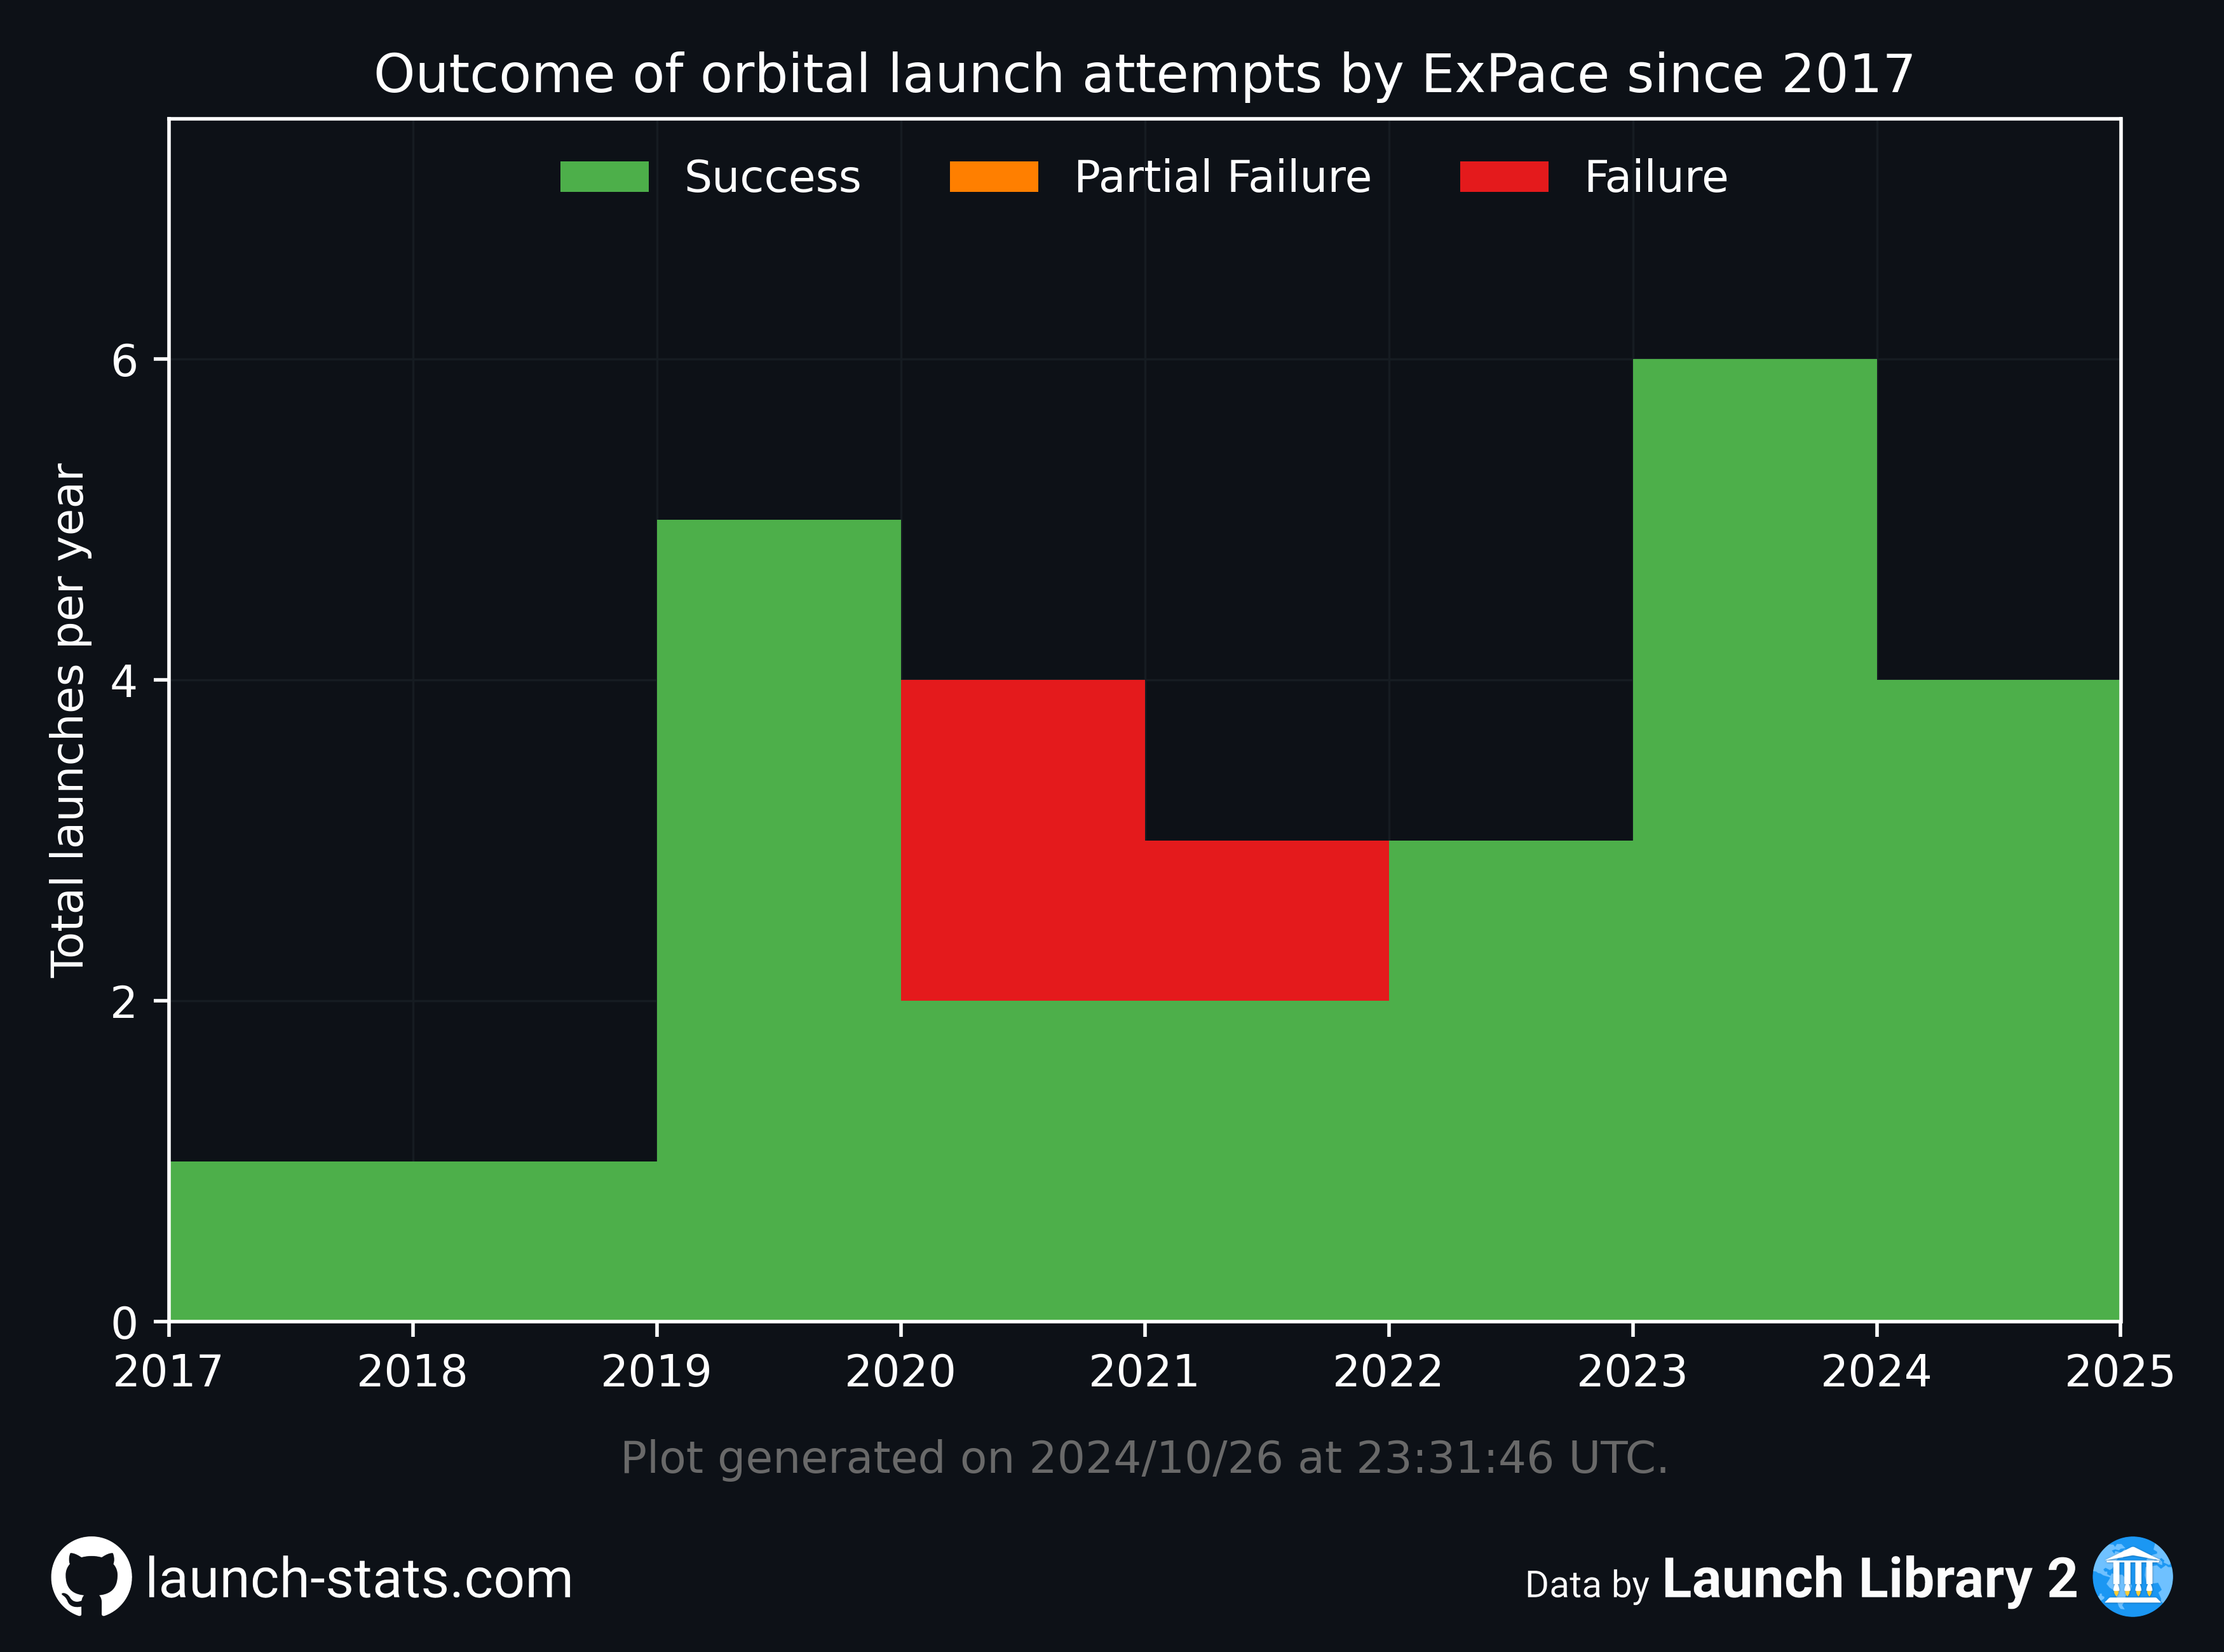 Outcome of orbital launch attempts by ExPace since 2017
Success Partial Failure Failure
Total launches per year
6
4
2
0
2017 2018 2019 2020 2021 2022 2023 2024 2025
Plot generated on 2024/10/26 at 23:31:46 UTC.
launch-stats.com
Data by Launch Library 2